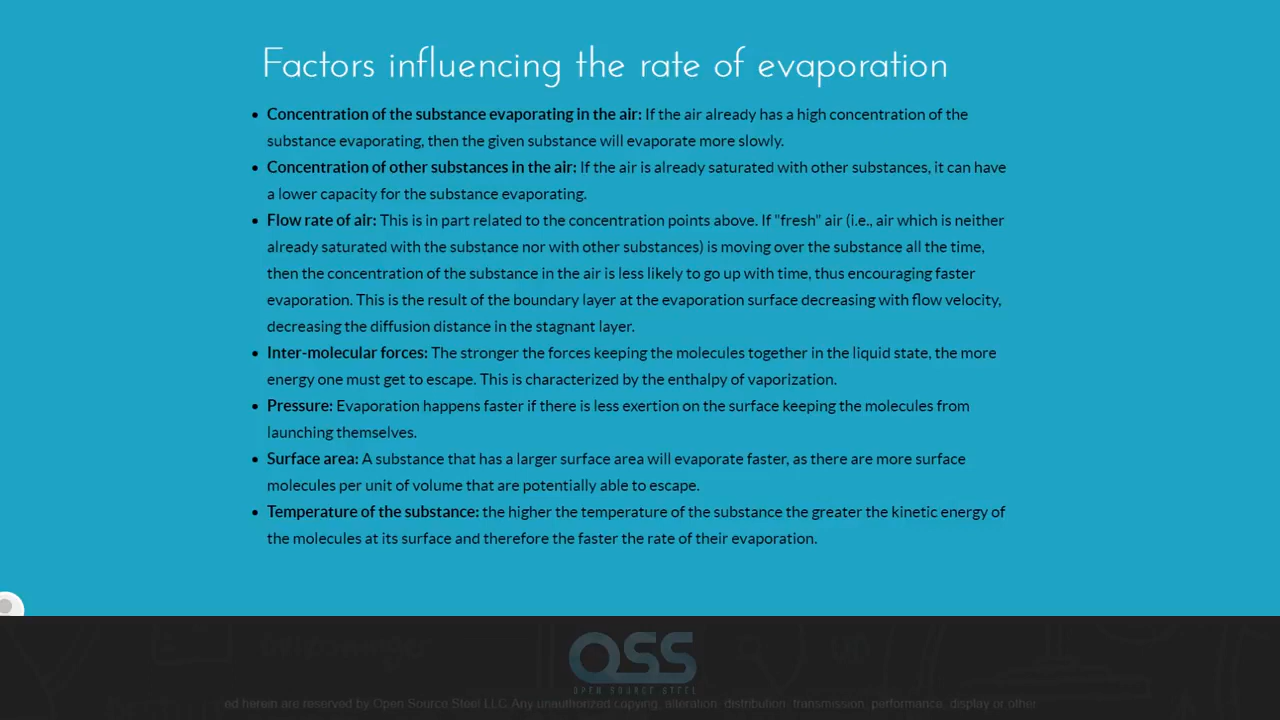 Factors influencing the rate of evaporation
• Concentration of the substance evaporating in the air: If the air already has a high concentration of the
substance evaporating, then the given substance will evaporate more slowly.
• Concentration of other substances in the air: If the air is already saturated with other substances, it can have
a lower capacity for the substance evaporating.
• Flow rate of air: This is in part related to the concentration points above. If "fresh" air (i.e., air which is neither
already saturated with the substance nor with other substances) is moving over the substance all the time,
then the concentration of the substance in the air is less likely to go up with time, thus encouraging faster
evaporation. This is the result of the boundary layer at the evaporation surface decreasing with flow velocity,
decreasing the diffusion distance in the stagnant layer.
• Inter-molecular forces: The stronger the forces keeping the molecules together in the liquid state, the more
energy one must get to escape. This is characterized by the enthalpy of vaporization.
• Pressure: Evaporation happens faster if there is less exertion on the surface keeping the molecules from
launching themselves.
• Surface area: A substance that has a larger surface area will evaporate faster, as there are more surface
molecules per unit of volume that are potentially able to escape.
• Temperature of the substance: the higher the temperature of the substance the greater the kinetic energy of
the molecules at its surface and therefore the faster the rate of their evaporation.
OSS
OPEN SOURCE STEEL
ed herein are reserved by Open Source Steel LLC. Any unauthorized copying, alteration, distribution, transmission, performance, display or other